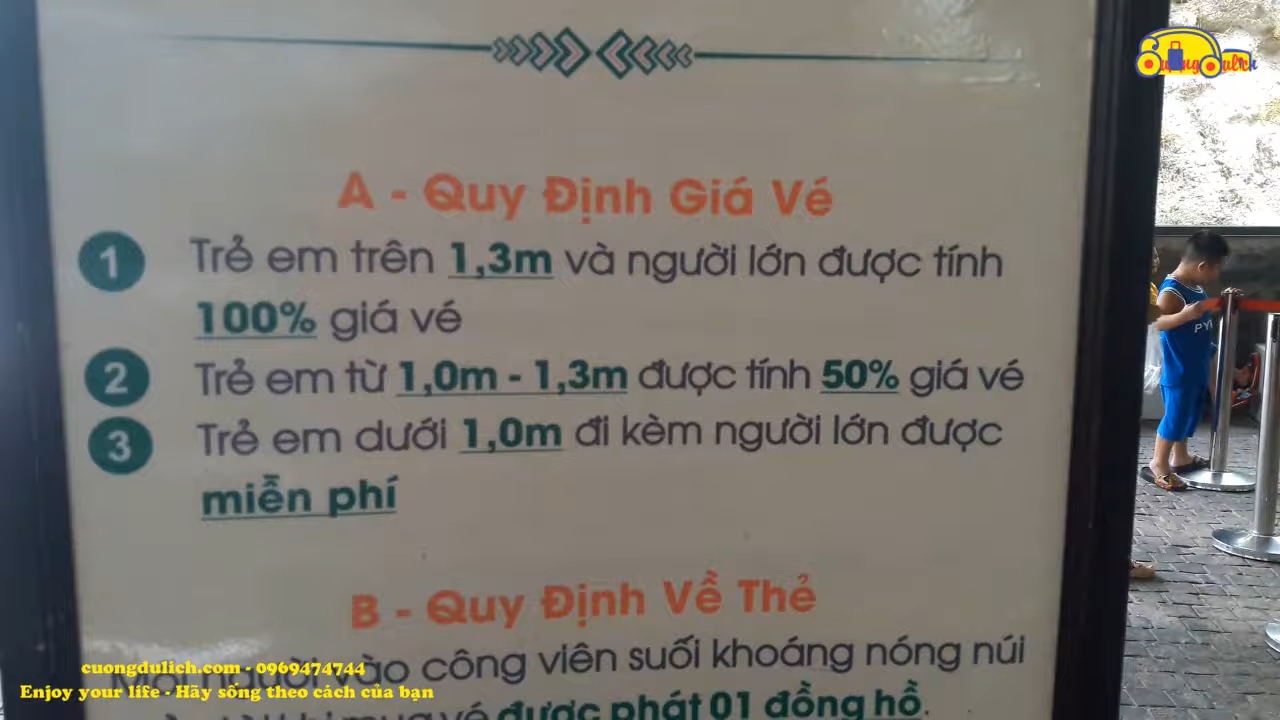 A - Quy Định Giá Vé
1 Trẻ em trên 1,3m và người lớn được tính
100% giá vé
2 Trẻ em từ 1,0m - 1,3m được tính 50% giá vé
3 Trẻ em dưới 1,0m đi kèm người lớn được
miễn phí
B - Quy Định Về Thẻ
người vào công viên suối khoáng nóng núi
được phát 01 đồng hồ.
cuongdulich.com - 0969474744
Enjoy your life - Hãy sống theo cách của bạn